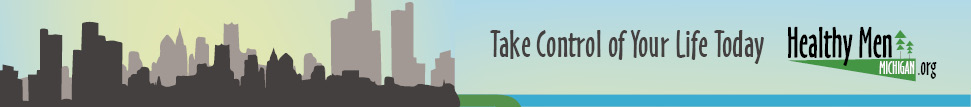 Take Control of Your Life Today
Healthy Men
MICHIGAN.org